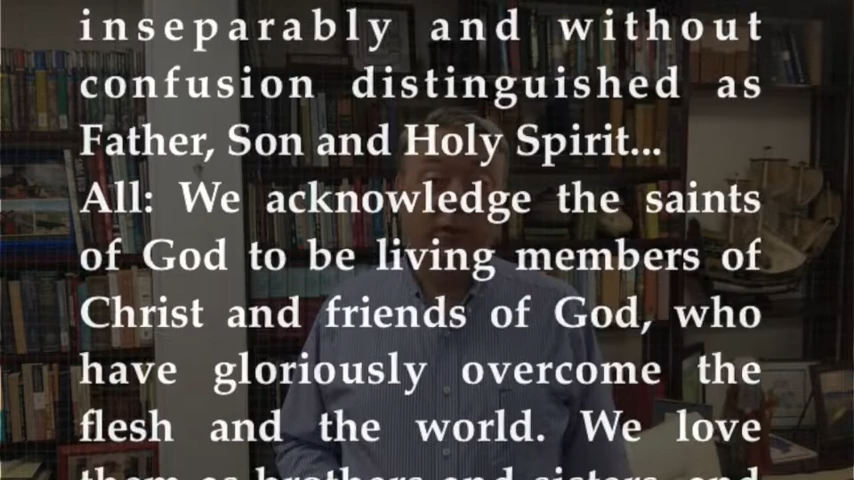 inseparably and without
confusion distinguished as
Father, Son and Holy Spirit...
All: We acknowledge the saints
of God to be living members of
Christ and friends of God, who
have gloriously overcome the
flesh and the world. We love
them as brothers and sisters, and